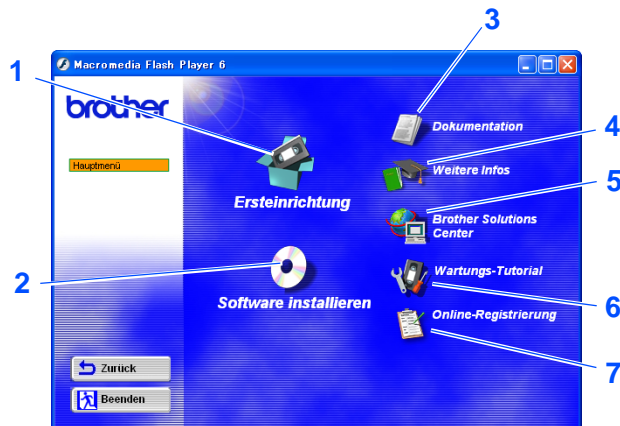 3
1
Macromedia Flash Player 6
brother
Dokumentation
4
Hauptmenü
Weitere Infos
5
Ersteinrichtung
Brother Solutions
Center
2
Wartungs-Tutorial
Software installieren
6
Online-Registrierung
7
Zurück
Beenden